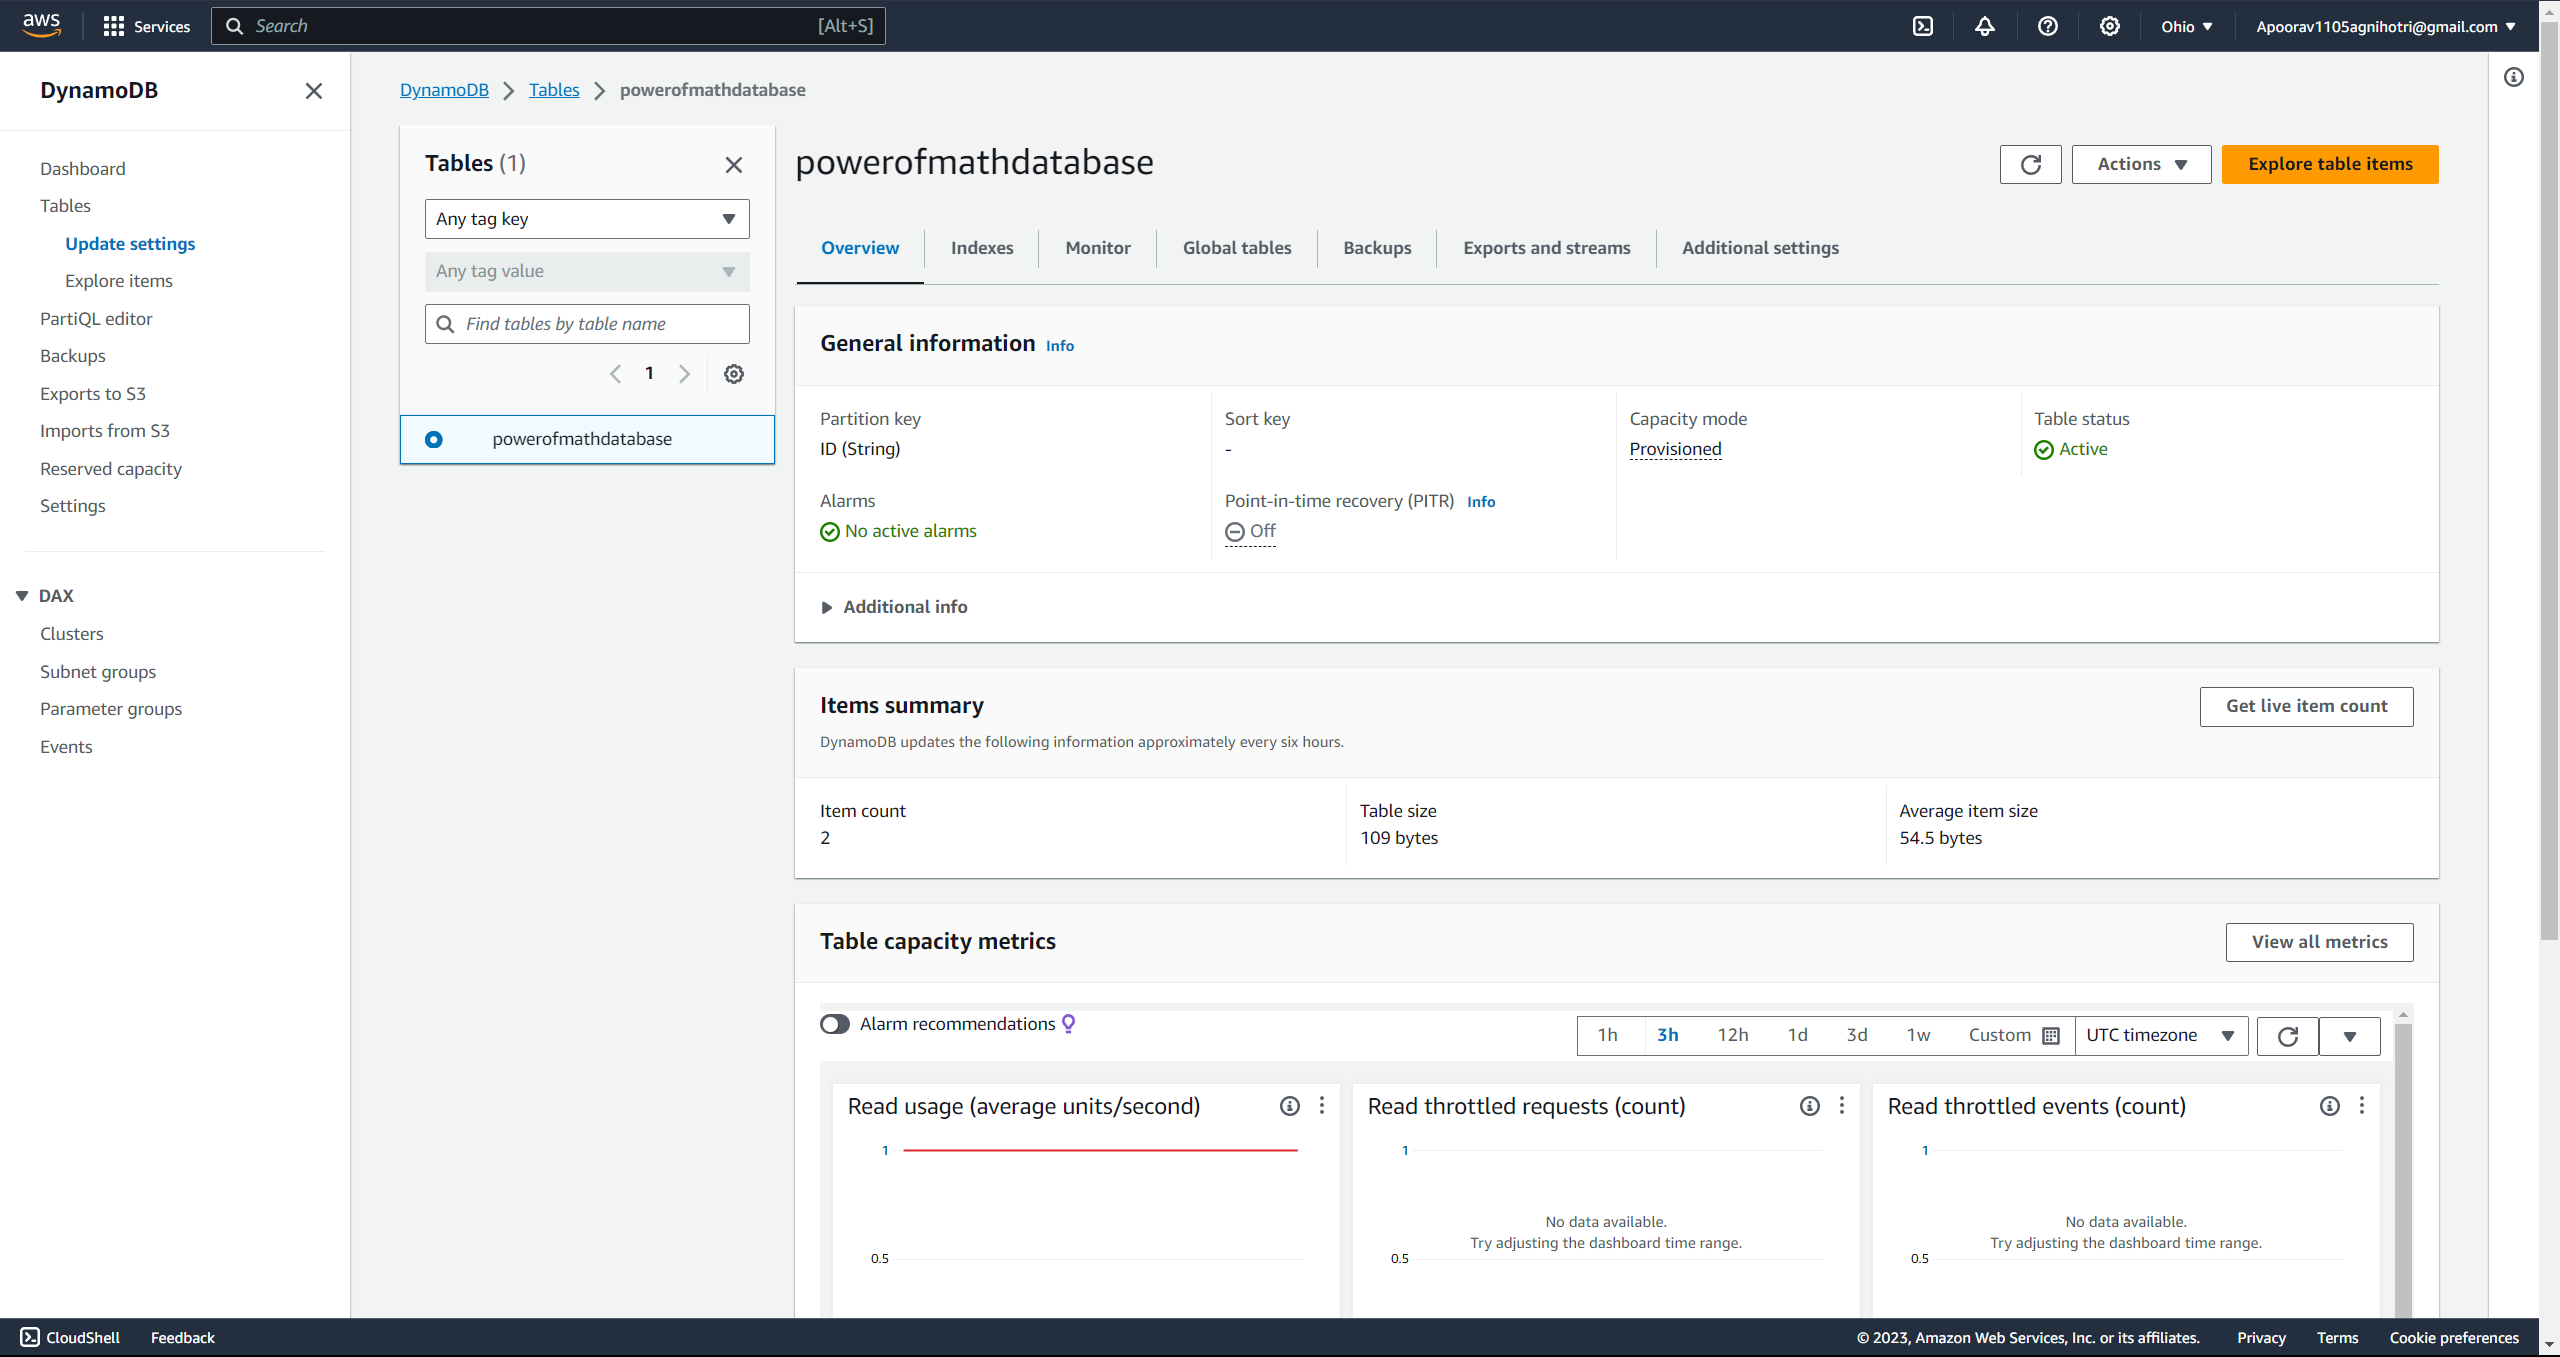 aws
Services
Search
[Alt+S]
Ohio
Apoorav1105agnihotri@gmail.com
DynamoDB
Dashboard
Tables
Update settings
Explore items
PartiQL editor
Backups
Exports to S3
Imports from S3
Reserved capacity
Settings
DAX
Clusters
Subnet groups
Parameter groups
Events
DynamoDB
Tables
powerofmathdatabase
Tables (1)
Any tag key
Any tag value
Find tables by table name
1
powerofmathdatabase
powerofmathdatabase
Actions
Explore table items
Overview
Indexes
Monitor
Global tables
Backups
Exports and streams
Additional settings
General information Info
Partition key
ID (String)
Sort key
-
Capacity mode
Provisioned
Table status
Active
Alarms
No active alarms
Point-in-time recovery (PITR) Info
Off
Additional info
Items summary
Get live item count
DynamoDB updates the following information approximately every six hours.
Item count
2
Table size
109 bytes
Average item size
54.5 bytes
Table capacity metrics
View all metrics
Alarm recommendations
1h
3h
12h
1d
3d
1w
Custom
UTC timezone
Read usage (average units/second)
1
0.5
Read throttled requests (count)
1
No data available.
Try adjusting the dashboard time range.
0.5
Read throttled events (count)
1
No data available.
Try adjusting the dashboard time range.
0.5
CloudShell
Feedback
© 2023, Amazon Web Services, Inc. or its affiliates.
Privacy
Terms
Cookie preferences